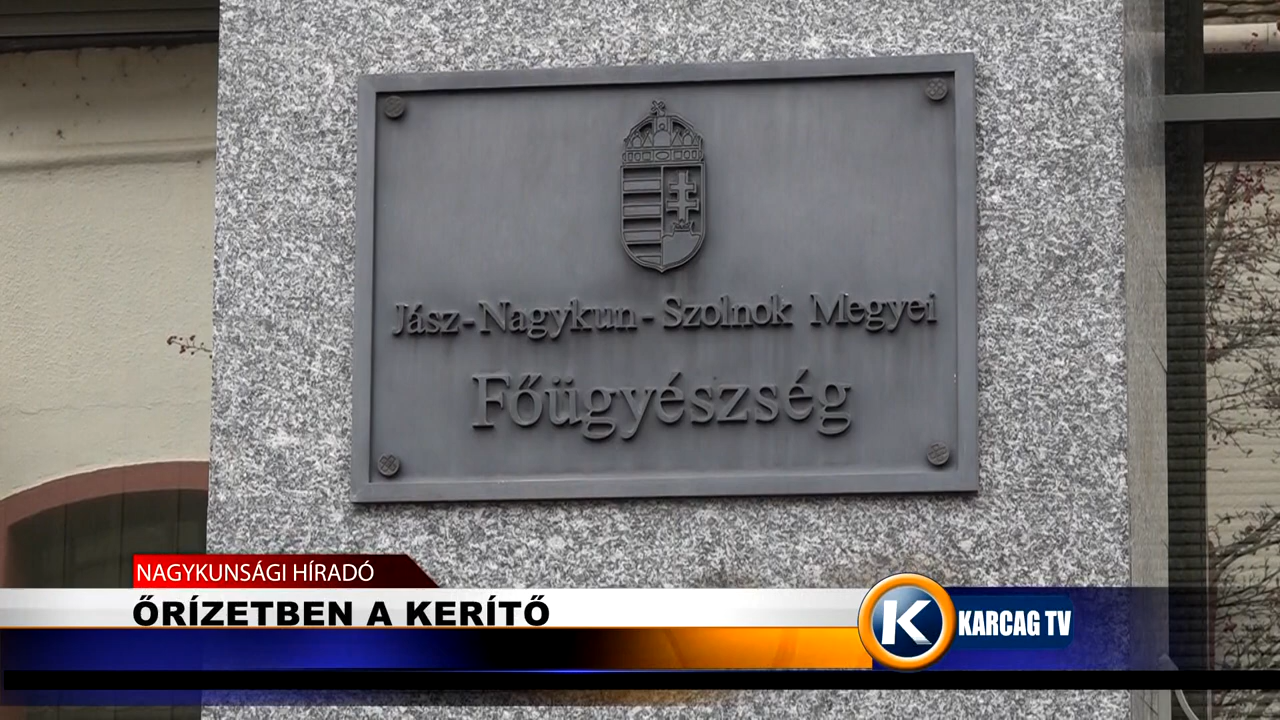 Jász-Nagykun-Szolnok Megyei
Főügyészség
NAGYKUNSÁGI HÍRADÓ
ŐRÍZETBEN A KERÍTŐ
K KARCAG TV